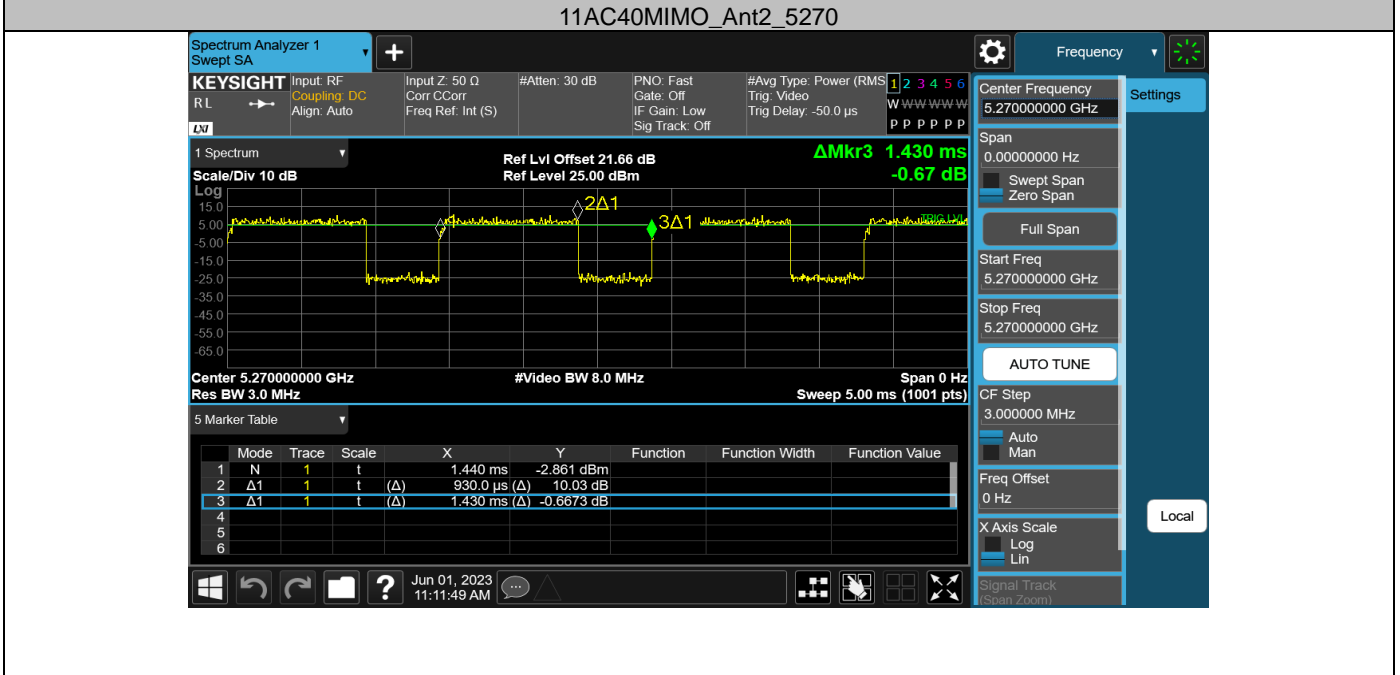 11AC40MIMO_Ant2_5270
Spectrum Analyzer 1
Swept SA
+
Frequency
KEYSIGHT
R L
LXI
Input: RF
Coupling: DC
Align: Auto
Input Z: 50 Ω
Corr CCorr
Freq Ref: Int (S)
#Atten: 30 dB
PNO: Fast
Gate: Off
IF Gain: Low
Sig Track: Off
#Avg Type: Power (RMS
Trig: Video
Trig Delay: -50.0 µs
1 2 3 4 5 6
W W W W W W
P P P P P P
1 Spectrum
Scale/Div 10 dB
Ref Lvl Offset 21.66 dB
Ref Level 25.00 dBm
ΔMkr3 1.430 ms
-0.67 dB
Log
15.0
5.00
-5.00
-15.0
-25.0
-35.0
-45.0
-55.0
-65.0
2Δ1
3Δ1
TRIG LVL
Center 5.270000000 GHz
#Video BW 8.0 MHz
Span 0 Hz
Res BW 3.0 MHz
Sweep 5.00 ms (1001 pts)
5 Marker Table
Mode Trace Scale X Y Function Function Width Function Value
1 N 1 t 1.440 ms -2.861 dBm
2 Δ1 1 t (Δ) 930.0 µs (Δ) 10.03 dB
3 Δ1 1 t (Δ) 1.430 ms (Δ) -0.6673 dB
4
5
6
?
Jun 01, 2023
11:11:49 AM
Center Frequency
5.270000000 GHz
Span
0.00000000 Hz
Swept Span
Zero Span
Full Span
Start Freq
5.270000000 GHz
Stop Freq
5.270000000 GHz
AUTO TUNE
CF Step
3.000000 MHz
Auto
Man
Freq Offset
0 Hz
X Axis Scale
Log
Lin
Signal Track
(Span Zoom)
Settings
Local